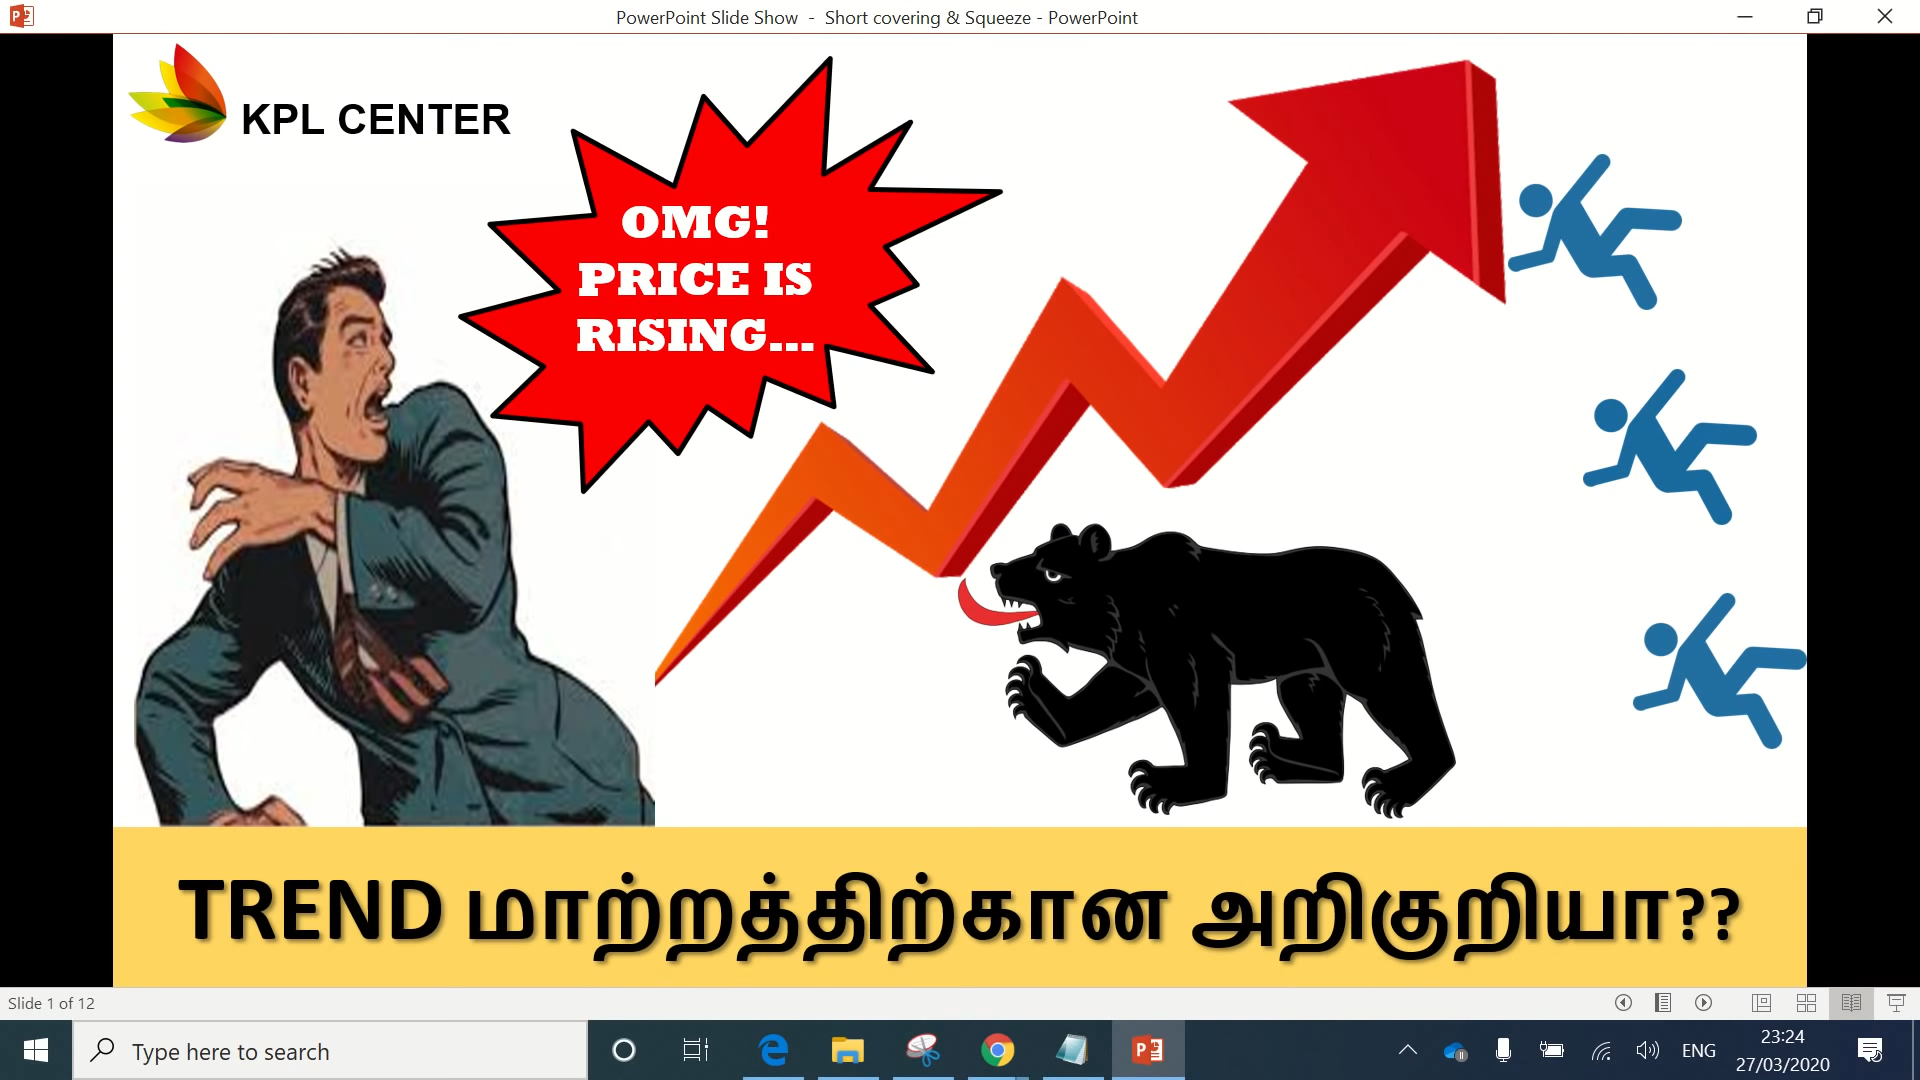 PowerPoint Slide Show - Short covering & Squeeze - PowerPoint
KPL CENTER
OMG!
PRICE IS
RISING...
TREND மாற்றத்திற்கான அறிகுறியா??
Slide 1 of 12
Type here to search
ENG
23:24
27/03/2020